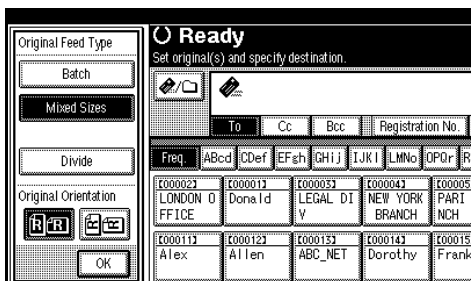 Original Feed Type
Batch
Mixed Sizes
Divide
Original Orientation
R R R R
OK
Ready
Set original(s) and specify destination.
To Cc Bcc Registration No.
Freq. ABcd CDef EFgh GHij IJKl LMNo OPQr R
[00002] [00001] [00003] [00004] [00005
LONDON O Donald LEGAL DI NEW YORK PARI
FFICE V BRANCH NCH
[00011] [00012] [00013] [00014] [00015
Alex Allen ABC_NET Dorothy Frank